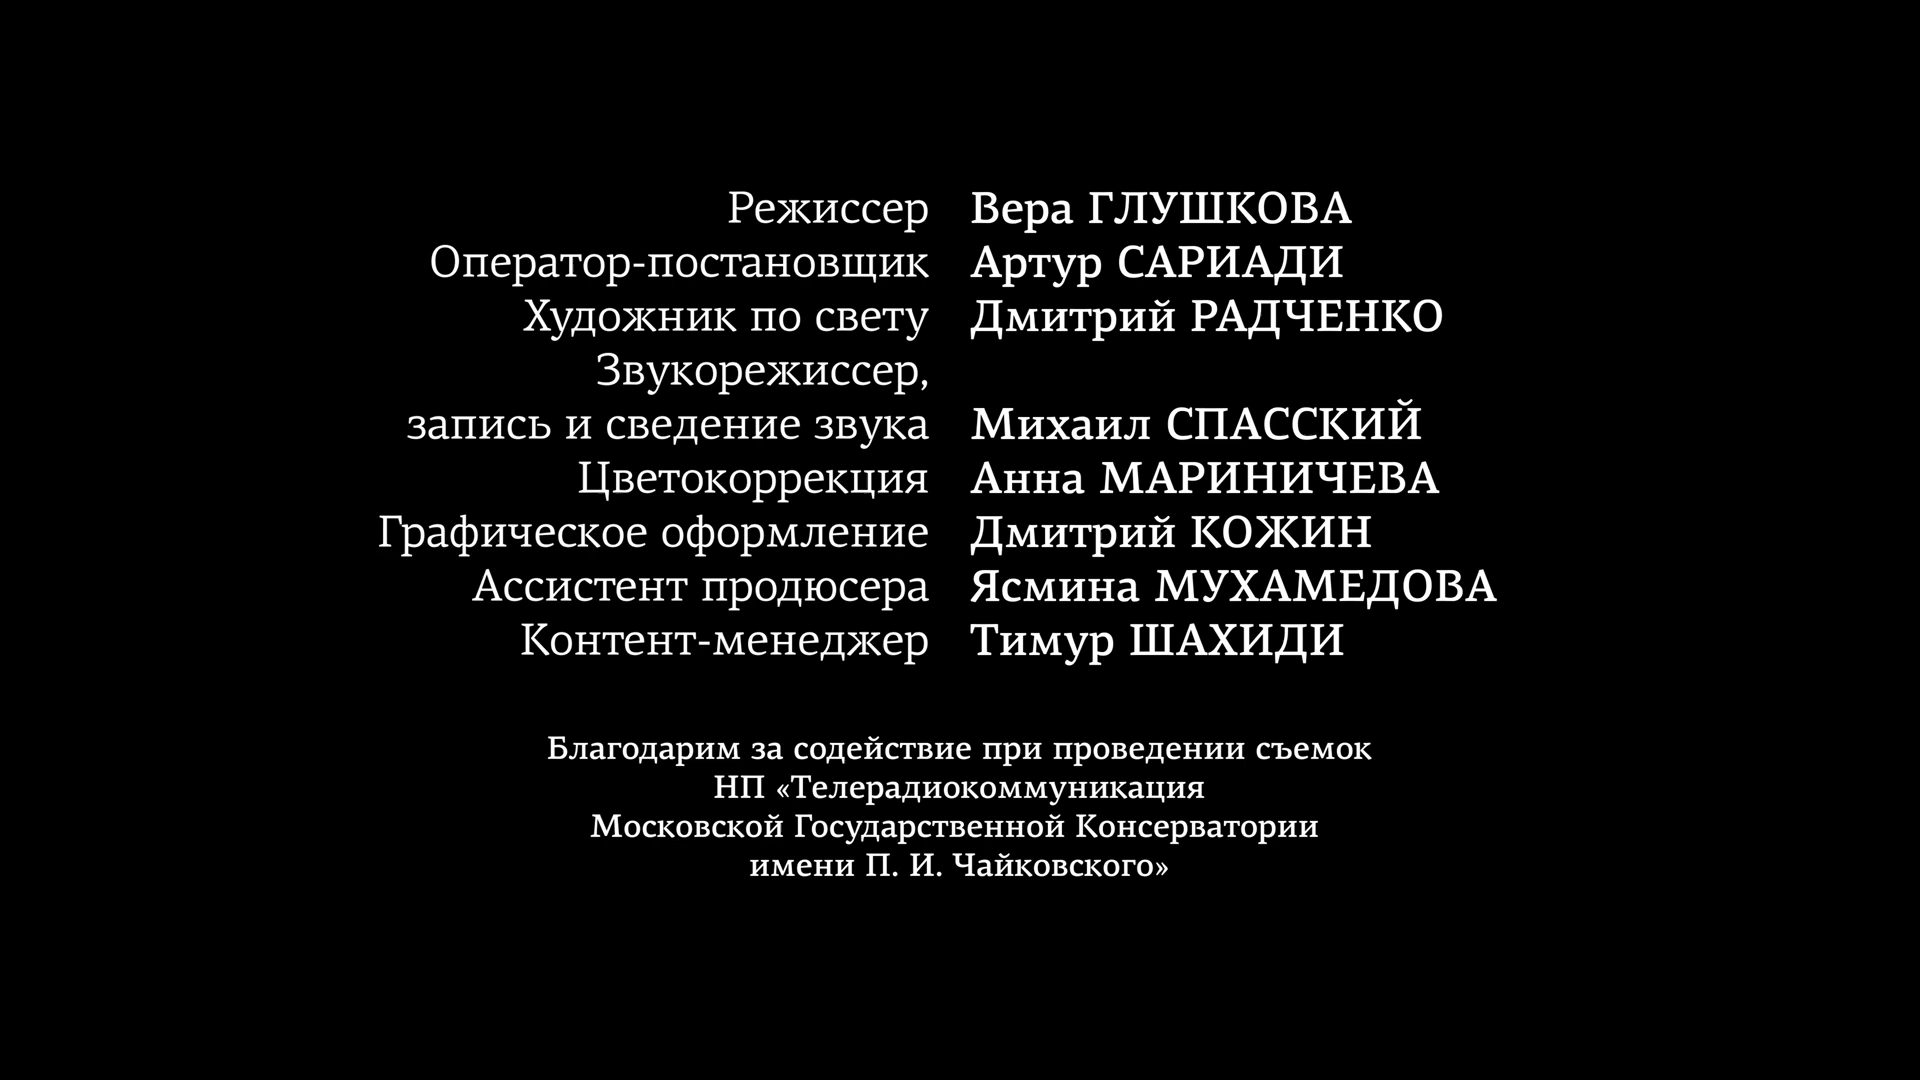 Режиссер Вера ГЛУШКОВА
Оператор-постановщик Артур САРИАДИ
Художник по свету Дмитрий РАДЧЕНКО
Звукорежиссер,
запись и сведение звука Михаил СПАССКИЙ
Цветокоррекция Анна МАРИНИЧЕВА
Графическое оформление Дмитрий КОЖИН
Ассистент продюсера Ясмина МУХАМЕДОВА
Контент-менеджер Тимур ШАХИДИ
Благодарим за содействие при проведении съемок
НП «Телерадиокоммуникация
Московской Государственной Консерватории
имени П. И. Чайковского»